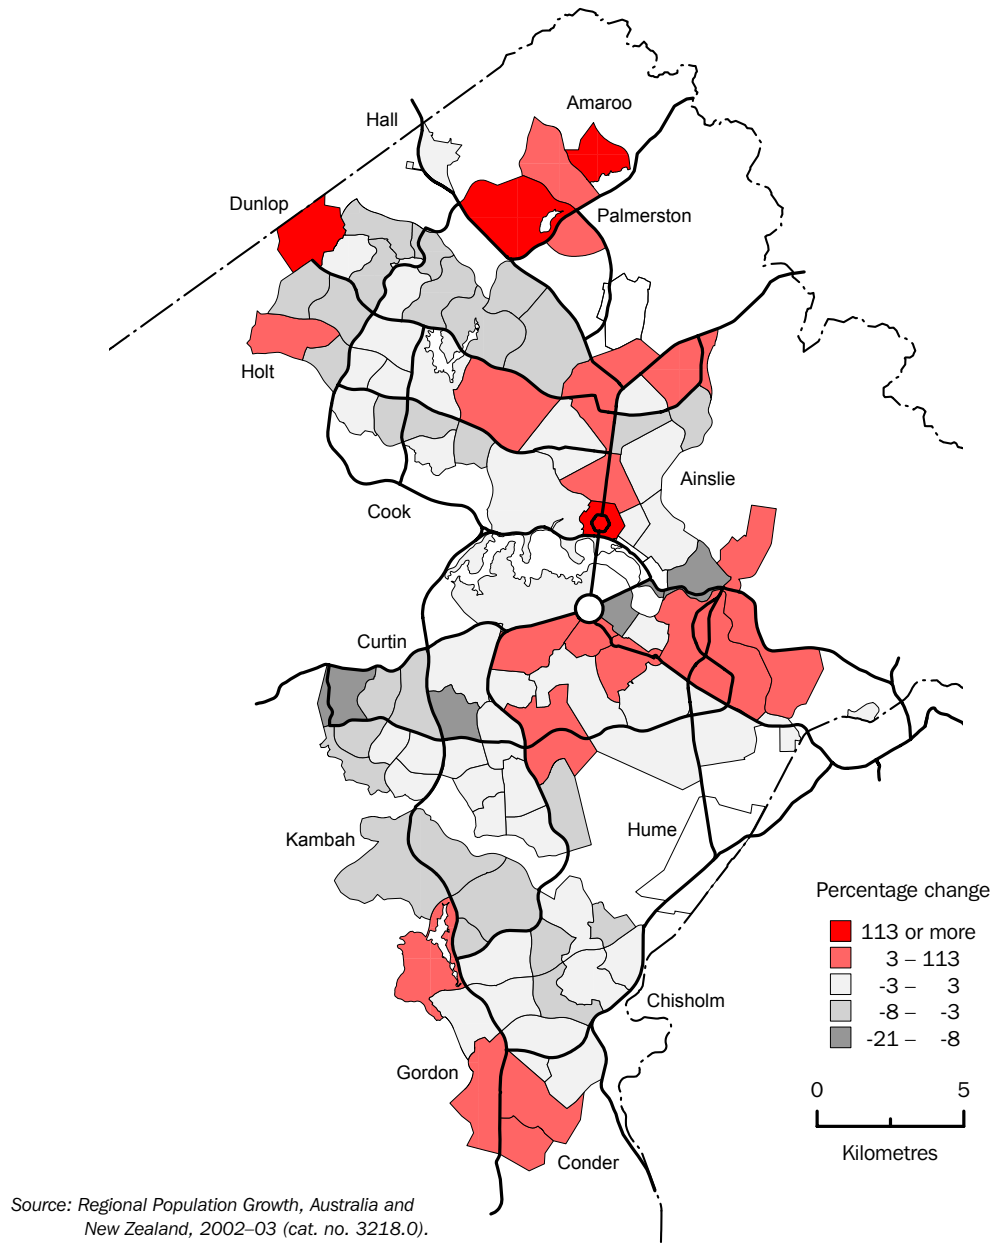 Amaroo
Hall
Dunlop
Palmerston
Holt
Ainslie
Cook
Curtin
Kambah
Hume
Percentage change
113 or more
3 – 113
-3 – 3
-8 – -3
-21 – -8
Chisholm
Gordon
0 5
Kilometres
Conder
Source: Regional Population Growth, Australia and
New Zealand, 2002–03 (cat. no. 3218.0).